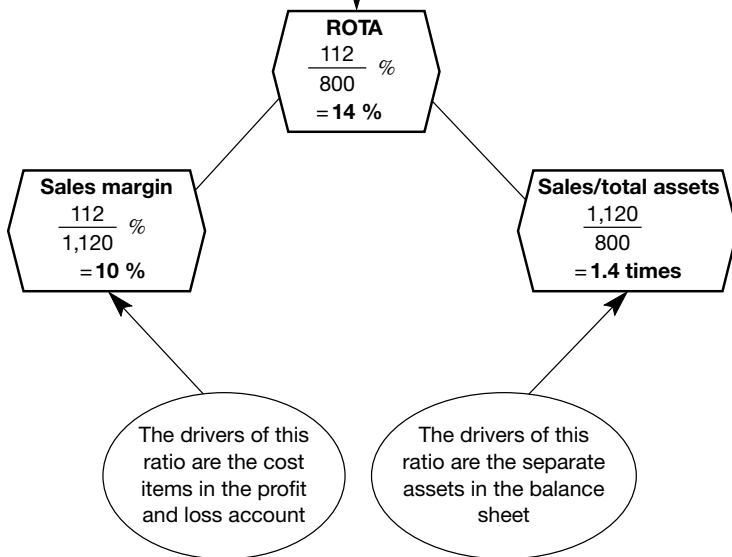 ROTA
112
800
%
= 14 %
Sales margin
112
1,120
%
= 10 %
Sales/total assets
1,120
800
= 1.4 times
The drivers of this
ratio are the cost
items in the profit
and loss account
The drivers of this
ratio are the separate
assets in the balance
sheet